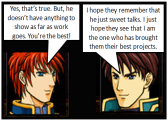 Yes, that's true. But, he
doesn't have anything to
show as far as work
goes. You're the best!
I hope they remember that
he just sweet talks. I just
hope they see that I am
the one who has brought
them their best projects.